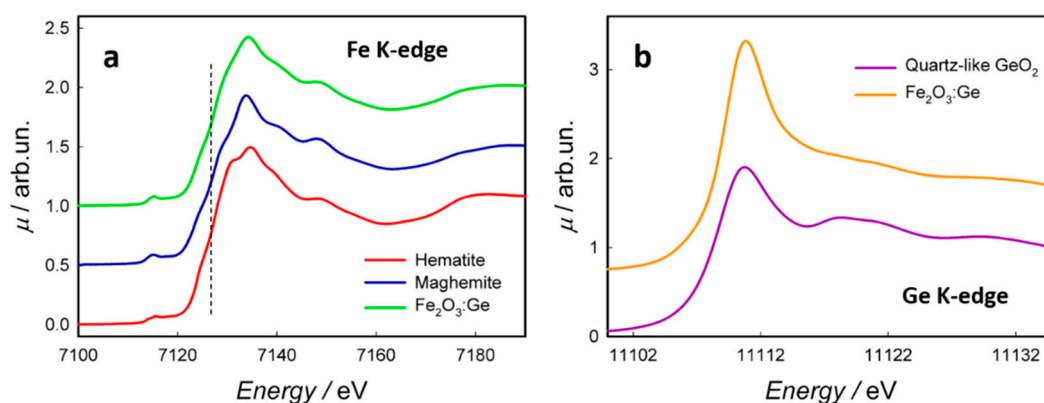 a
Fe K-edge
μ / arb.un.
2.5
2.0
1.5
1.0
0.5
0.0
Hematite
Maghemite
Fe₂O₃:Ge
7100 7120 7140 7160 7180
Energy / eV
b
Quartz-like GeO₂
Fe₂O₃:Ge
μ / arb.un.
3
2
1
0
Ge K-edge
11102 11112 11122 11132
Energy / eV